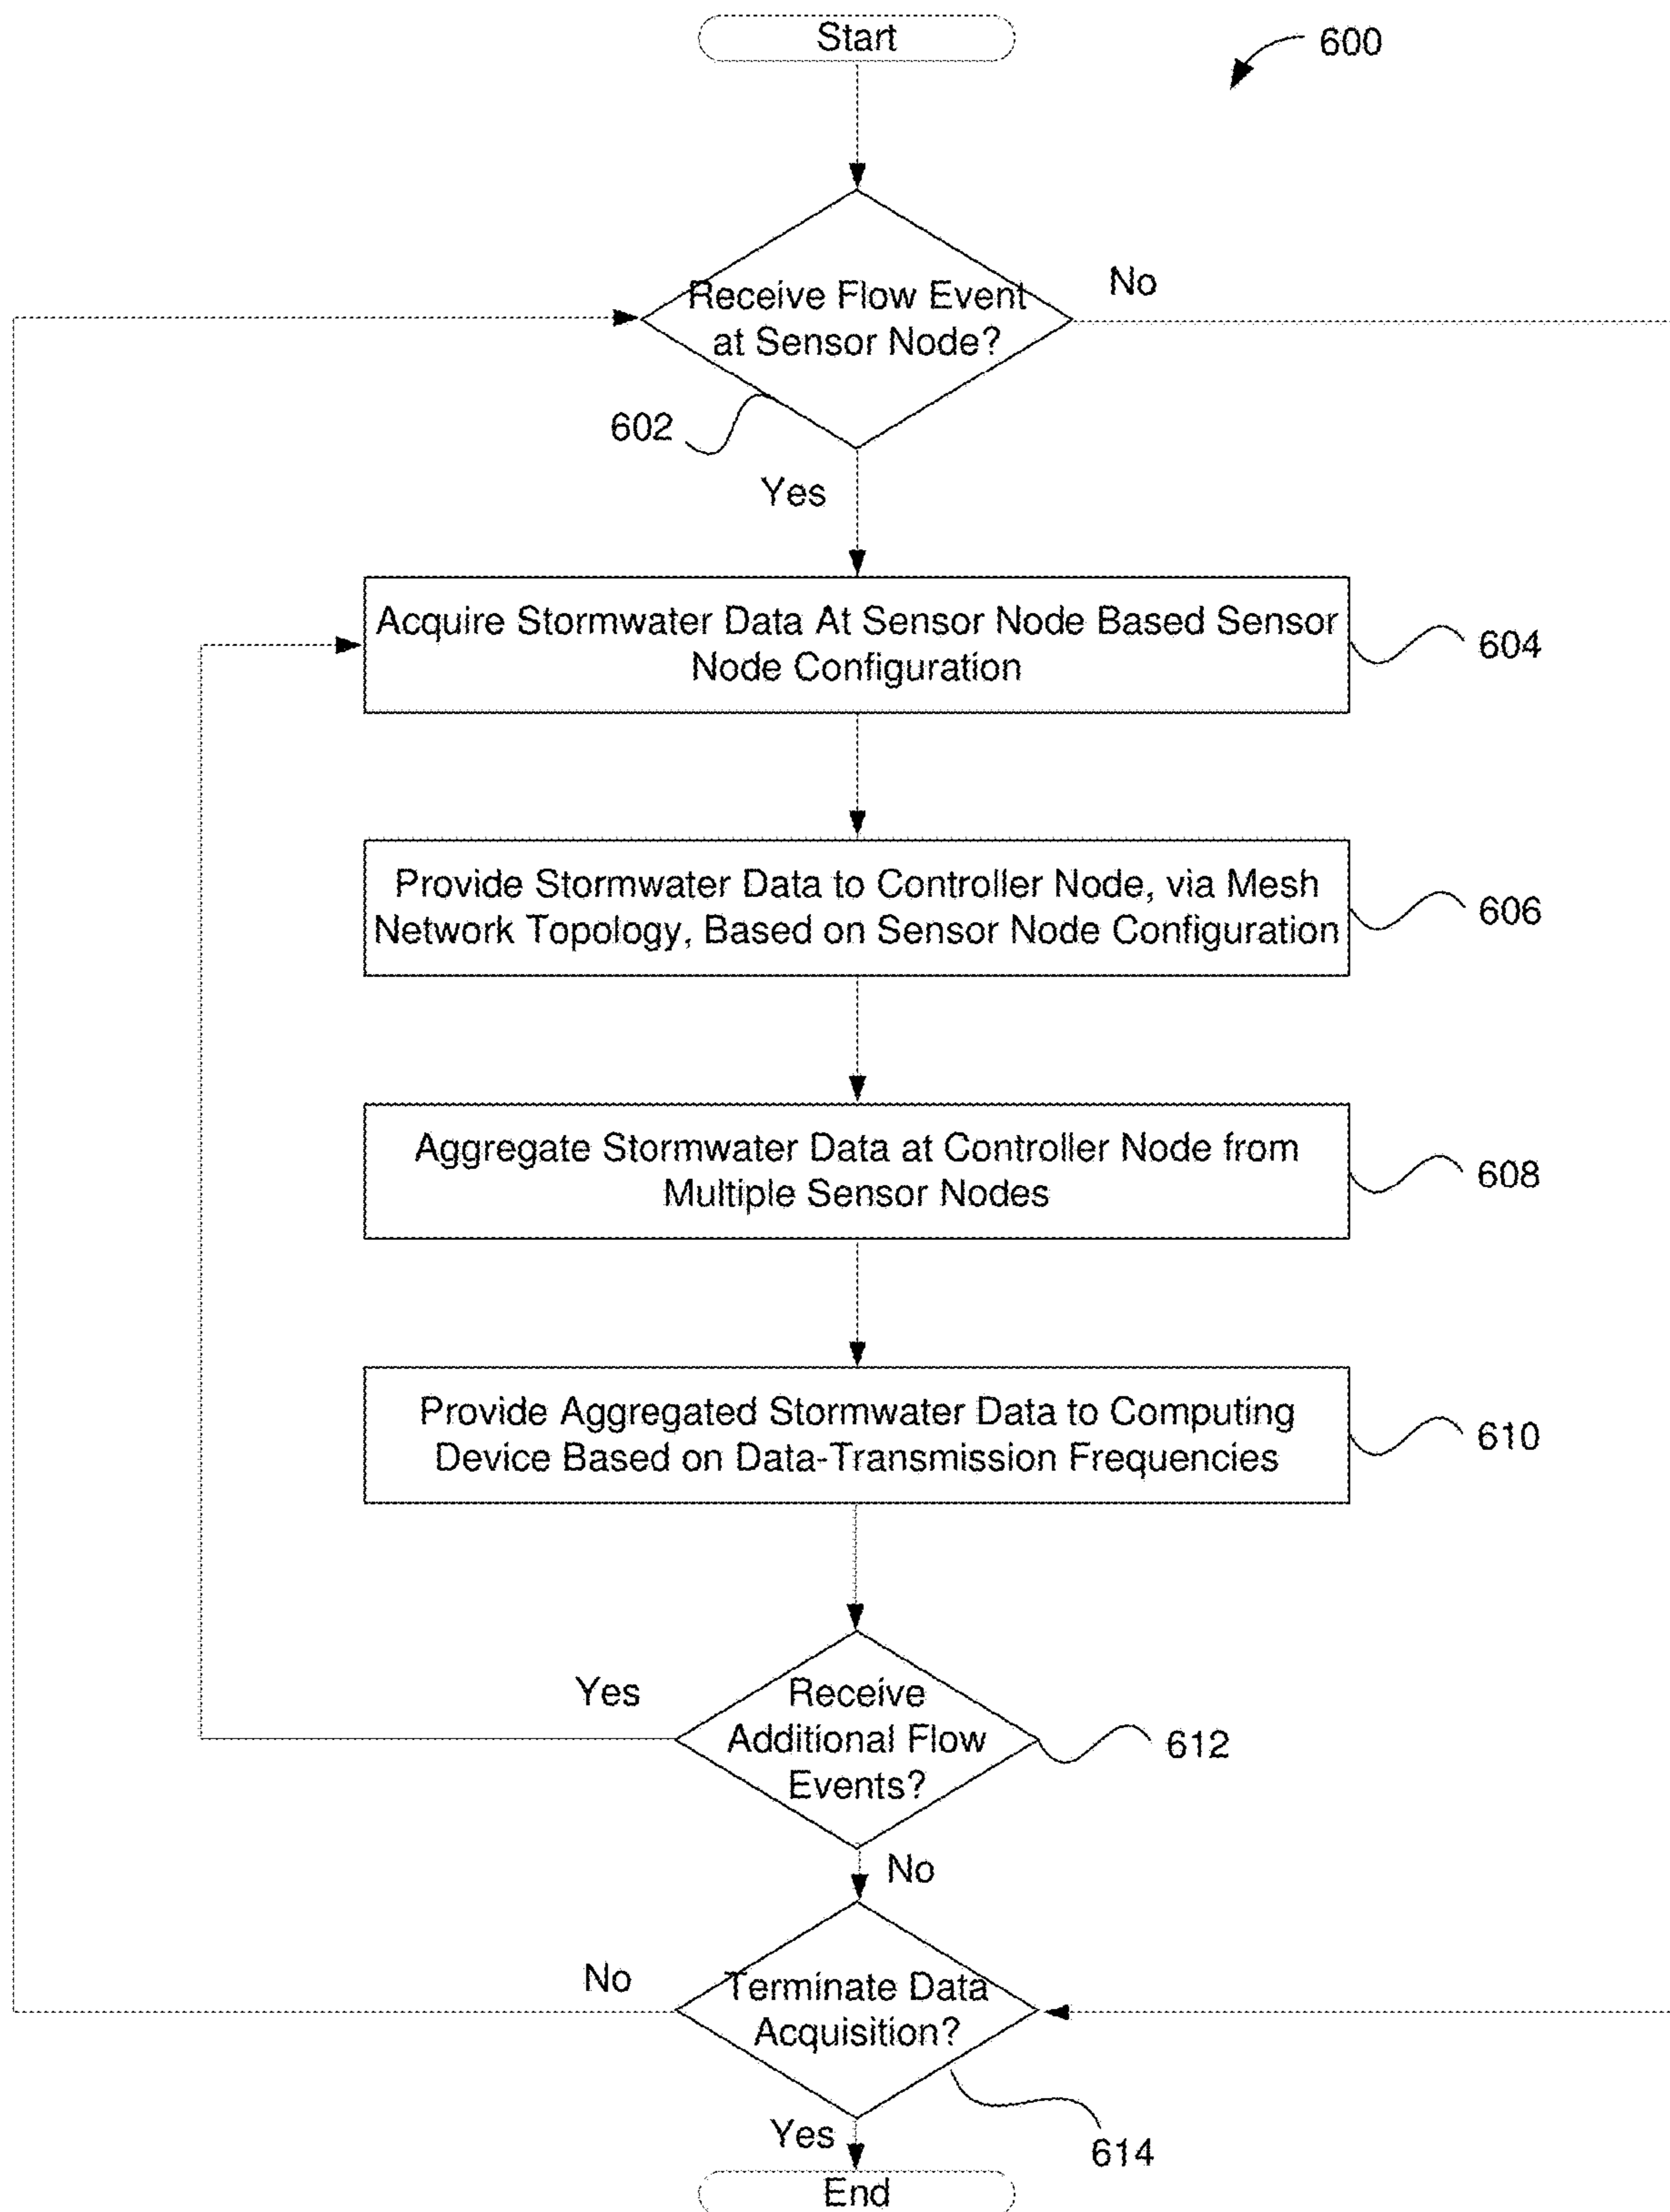 Start
600
Receive Flow Event
at Sensor Node?
No
602
Yes
Acquire Stormwater Data At Sensor Node Based Sensor
Node Configuration
604
Provide Stormwater Data to Controller Node, via Mesh
Network Topology, Based on Sensor Node Configuration
606
Aggregate Stormwater Data at Controller Node from
Multiple Sensor Nodes
608
Provide Aggregated Stormwater Data to Computing
Device Based on Data-Transmission Frequencies
610
Yes
Receive
Additional Flow
Events?
612
No
No
Terminate Data
Acquisition?
614
Yes
End